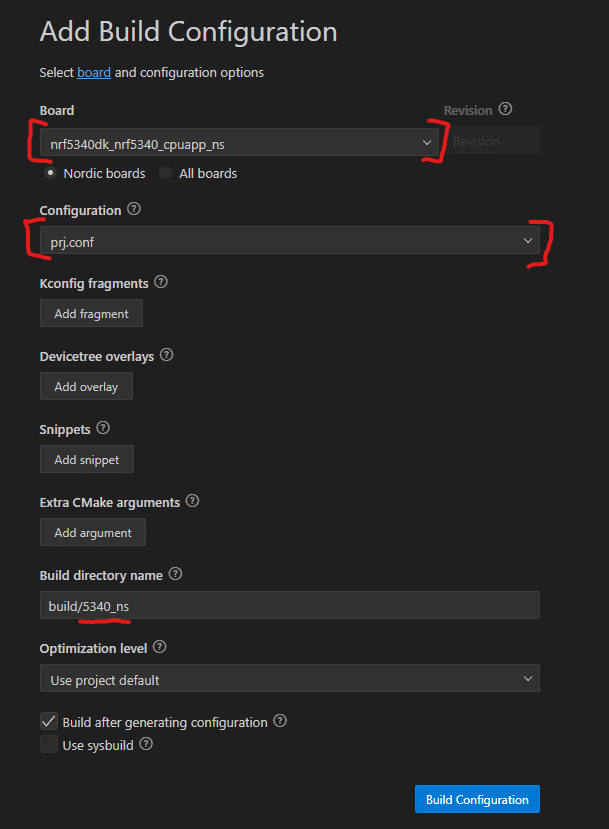 Add Build Configuration
Select board and configuration options
Board
Revision
nrf5340dk_nrf5340_cpuapp_ns
Revision
Nordic boards
All boards
Configuration
prj.conf
Kconfig fragments
Add fragment
Devicetree overlays
Add overlay
Snippets
Add snippet
Extra CMake arguments
Add argument
Build directory name
build/5340_ns
Optimization level
Use project default
Build after generating configuration
Use sysbuild
Build Configuration